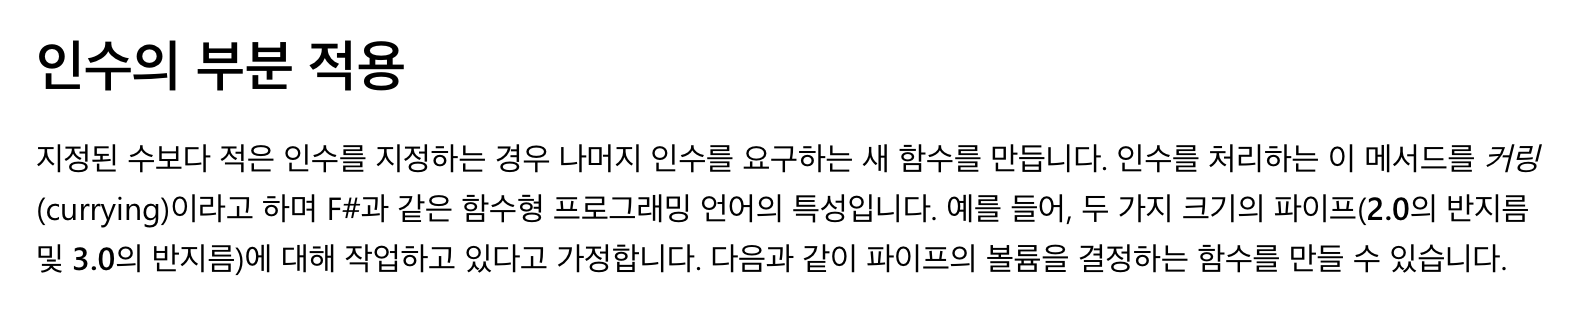 인수의 부분 적용
지정된 수보다 적은 인수를 지정하는 경우 나머지 인수를 요구하는 새 함수를 만듭니다. 인수를 처리하는 이 메서드를 커링
(currying)이라고 하며 F#과 같은 함수형 프로그래밍 언어의 특성입니다. 예를 들어, 두 가지 크기의 파이프(2.0의 반지름
및 3.0의 반지름)에 대해 작업하고 있다고 가정합니다. 다음과 같이 파이프의 볼륨을 결정하는 함수를 만들 수 있습니다.